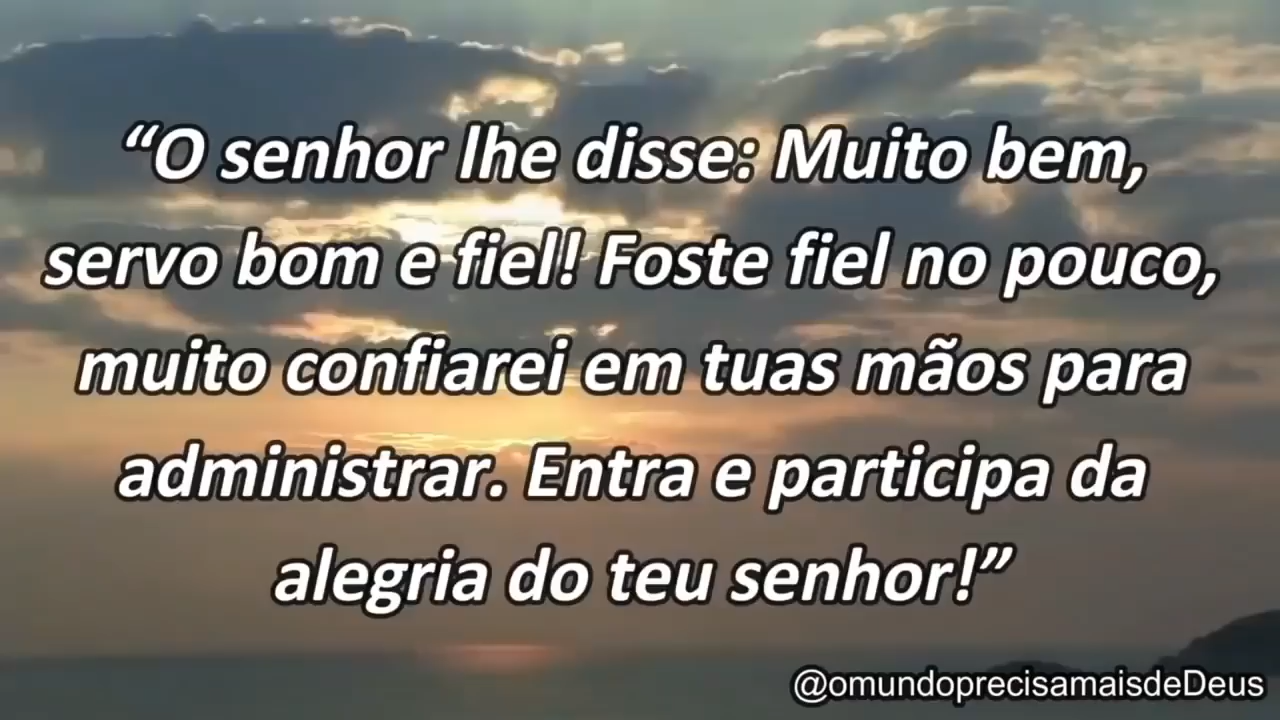 “O senhor lhe disse: Muito bem,
servo bom e fiel! Foste fiel no pouco,
muito confiarei em tuas mãos para
administrar. Entra e participa da
alegria do teu senhor!”
@omundoprecisamaisdeDeus